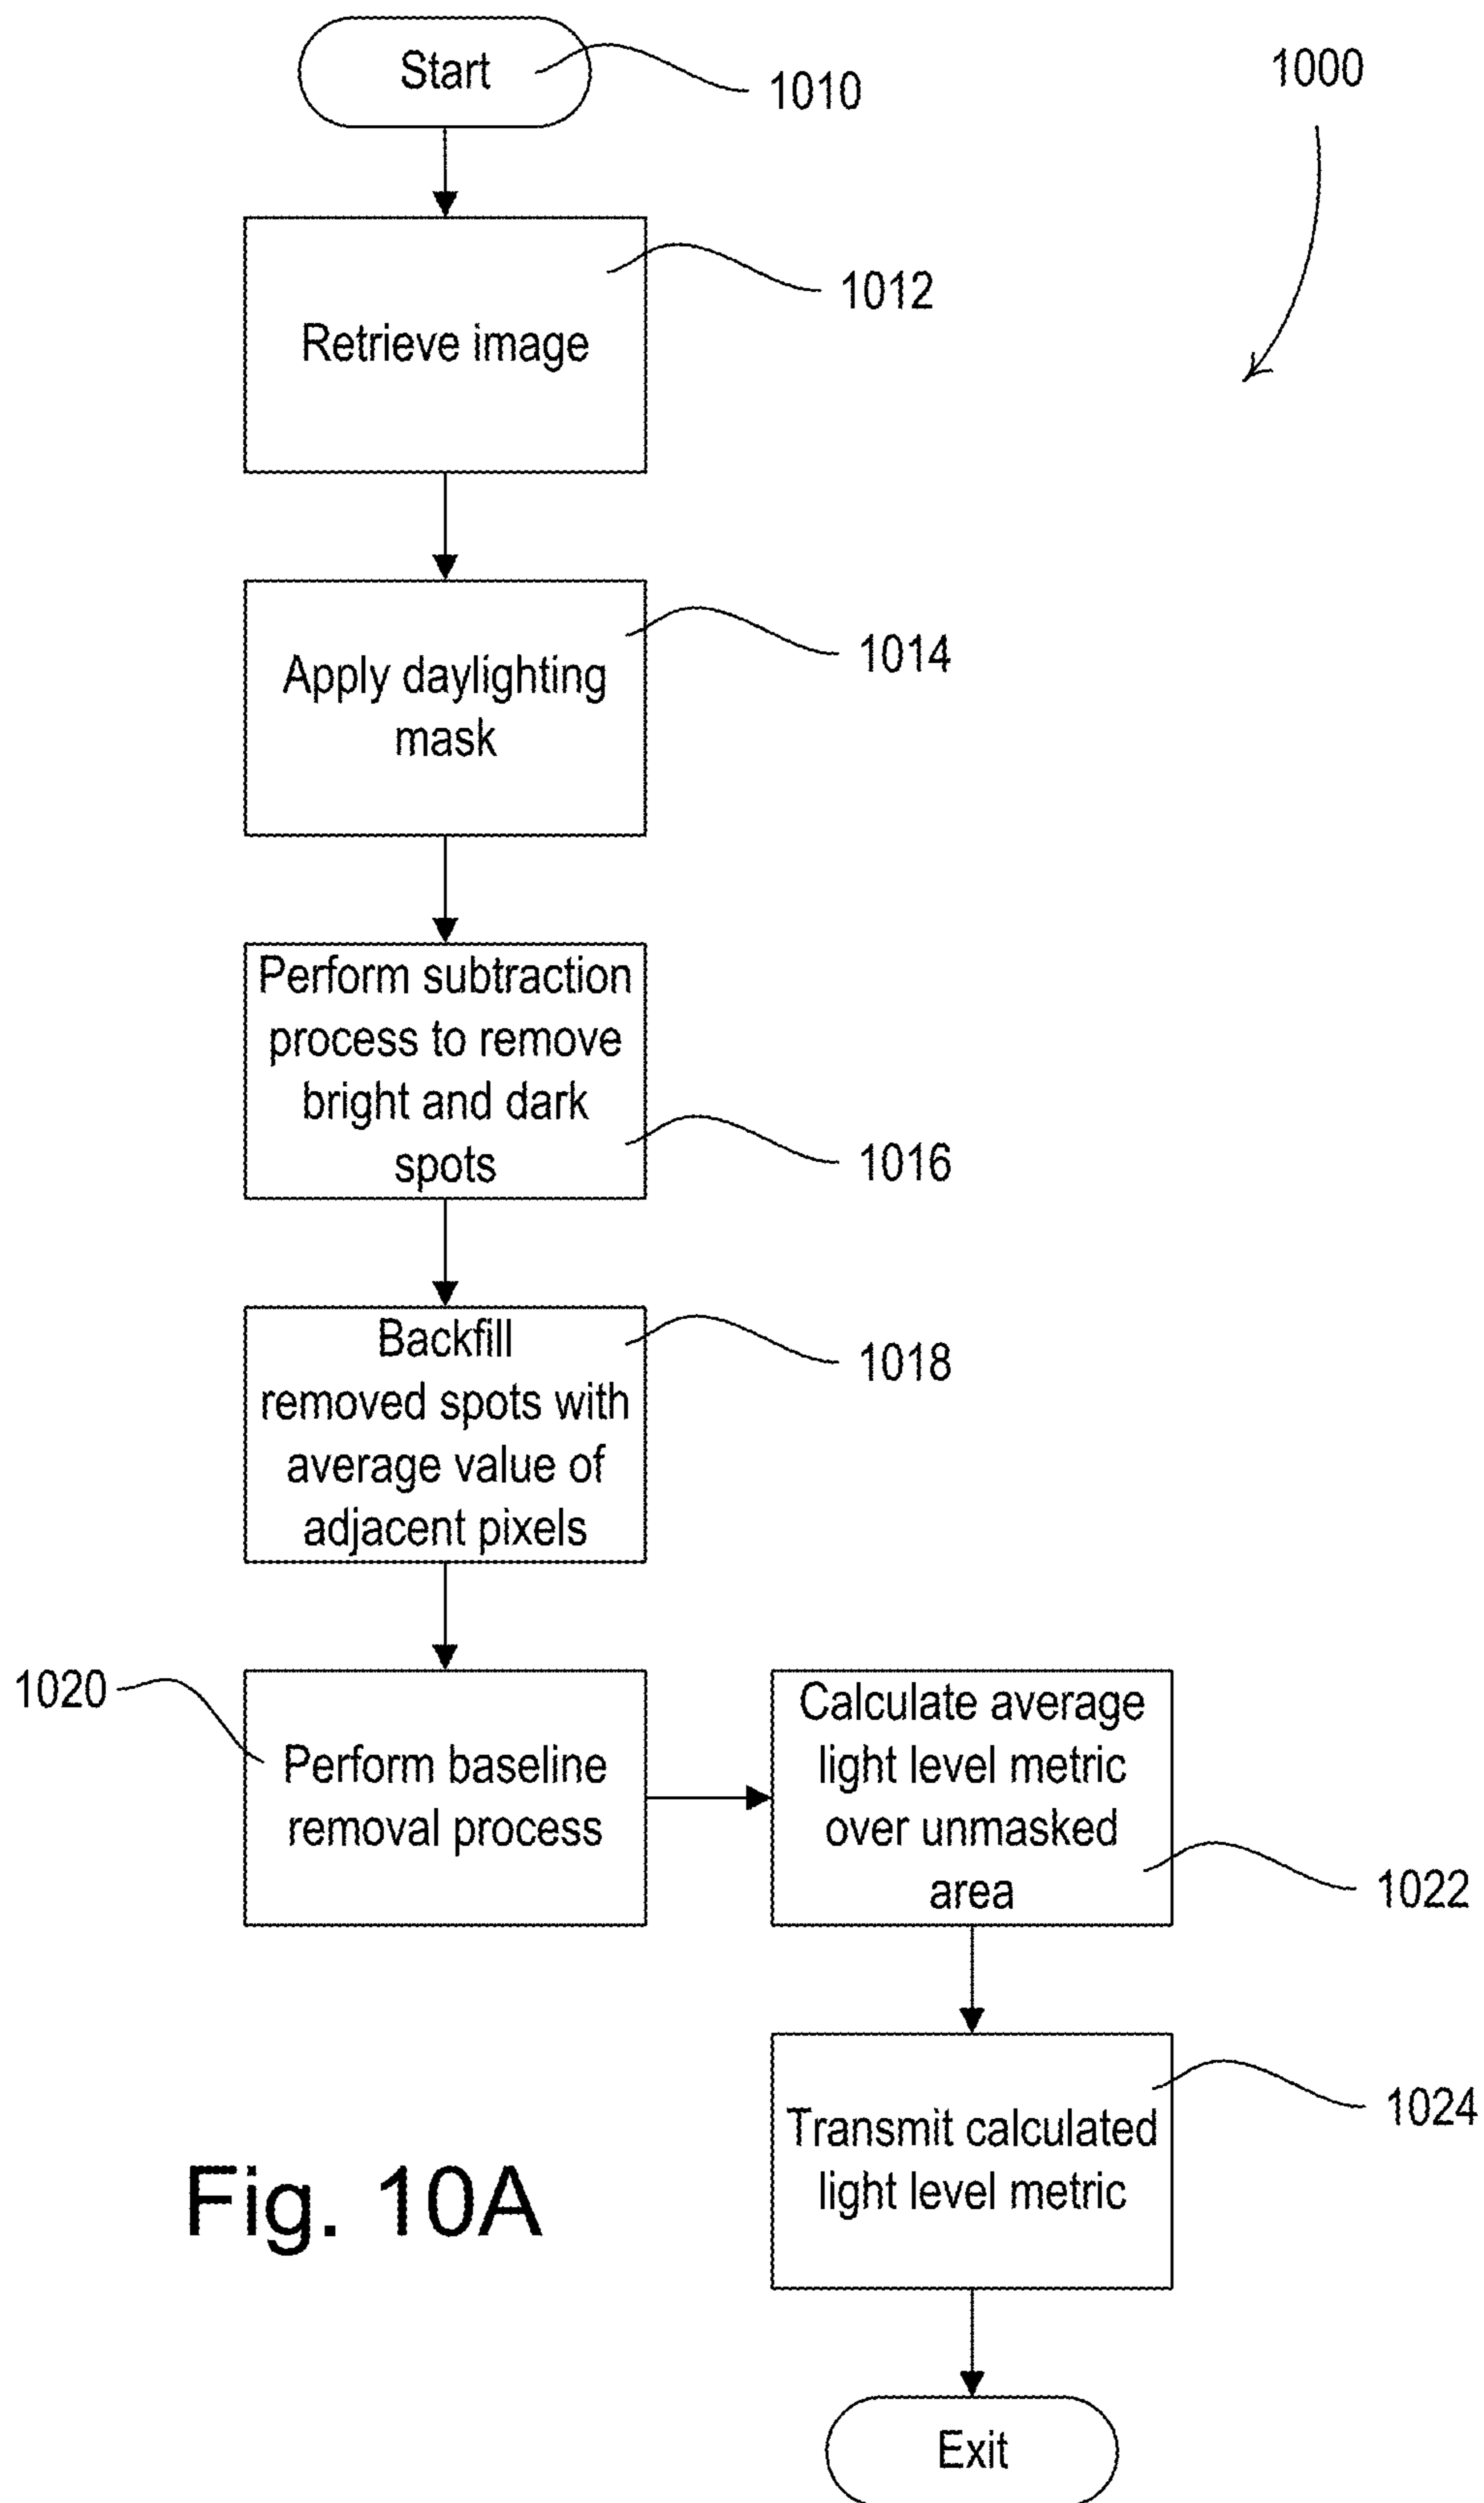 Start
1010
1000
Retrieve image
1012
Apply daylighting
mask
1014
Perform subtraction
process to remove
bright and dark
spots
1016
Backfill
removed spots with
average value of
adjacent pixels
1018
1020
Perform baseline
removal process
Calculate average
light level metric
over unmasked
area
1022
Transmit calculated
light level metric
1024
Fig. 10A
Exit